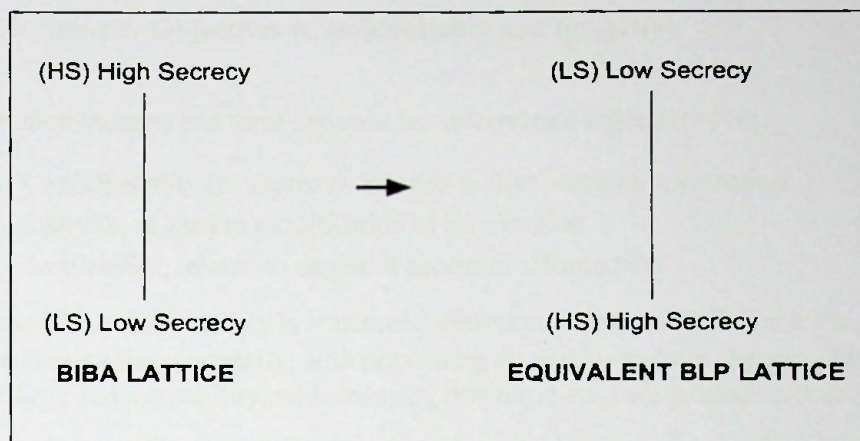 (HS) High Secrecy
(LS) Low Secrecy
(LS) Low Secrecy
(HS) High Secrecy
BIBA LATTICE
EQUIVALENT BLP LATTICE